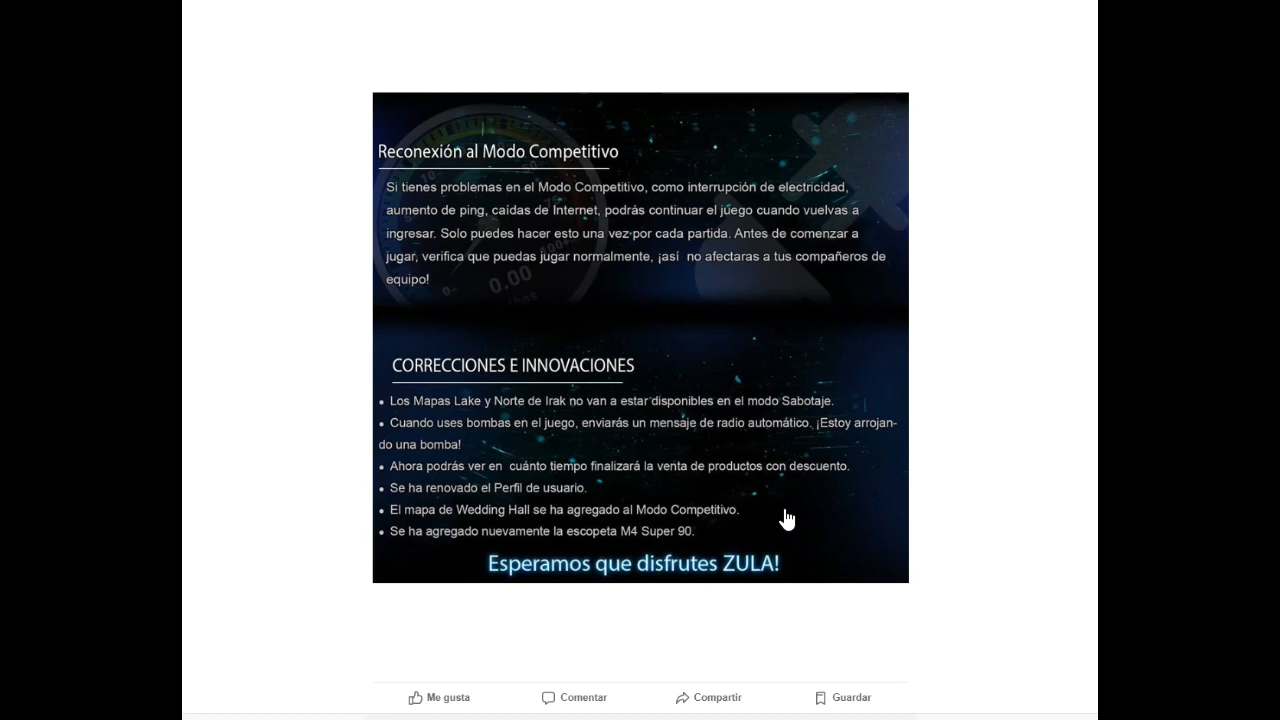 Reconexión al Modo Competitivo
Si tienes problemas en el Modo Competitivo, como interrupción de electricidad,
aumento de ping, caídas de Internet, podrás continuar el juego cuando vuelvas a
ingresar. Solo puedes hacer esto una vez por cada partida. Antes de comenzar a
jugar, verifica que puedas jugar normalmente, ¡así no afectaras a tus compañeros de
equipo!
10-
50-
100+
0-
0.00
CORRECCIONES E INNOVACIONES
• Los Mapas Lake y Norte de Irak no van a estar disponibles en el modo Sabotaje.
• Cuando uses bombas en el juego, enviarás un mensaje de radio automático. ¡Estoy arrojan-
do una bomba!
• Ahora podrás ver en cuánto tiempo finalizará la venta de productos con descuento.
• Se ha renovado el Perfil de usuario.
• El mapa de Wedding Hall se ha agregado al Modo Competitivo.
• Se ha agregado nuevamente la escopeta M4 Super 90.
Esperamos que disfrutes ZULA!
Me gusta Comentar Compartir Guardar